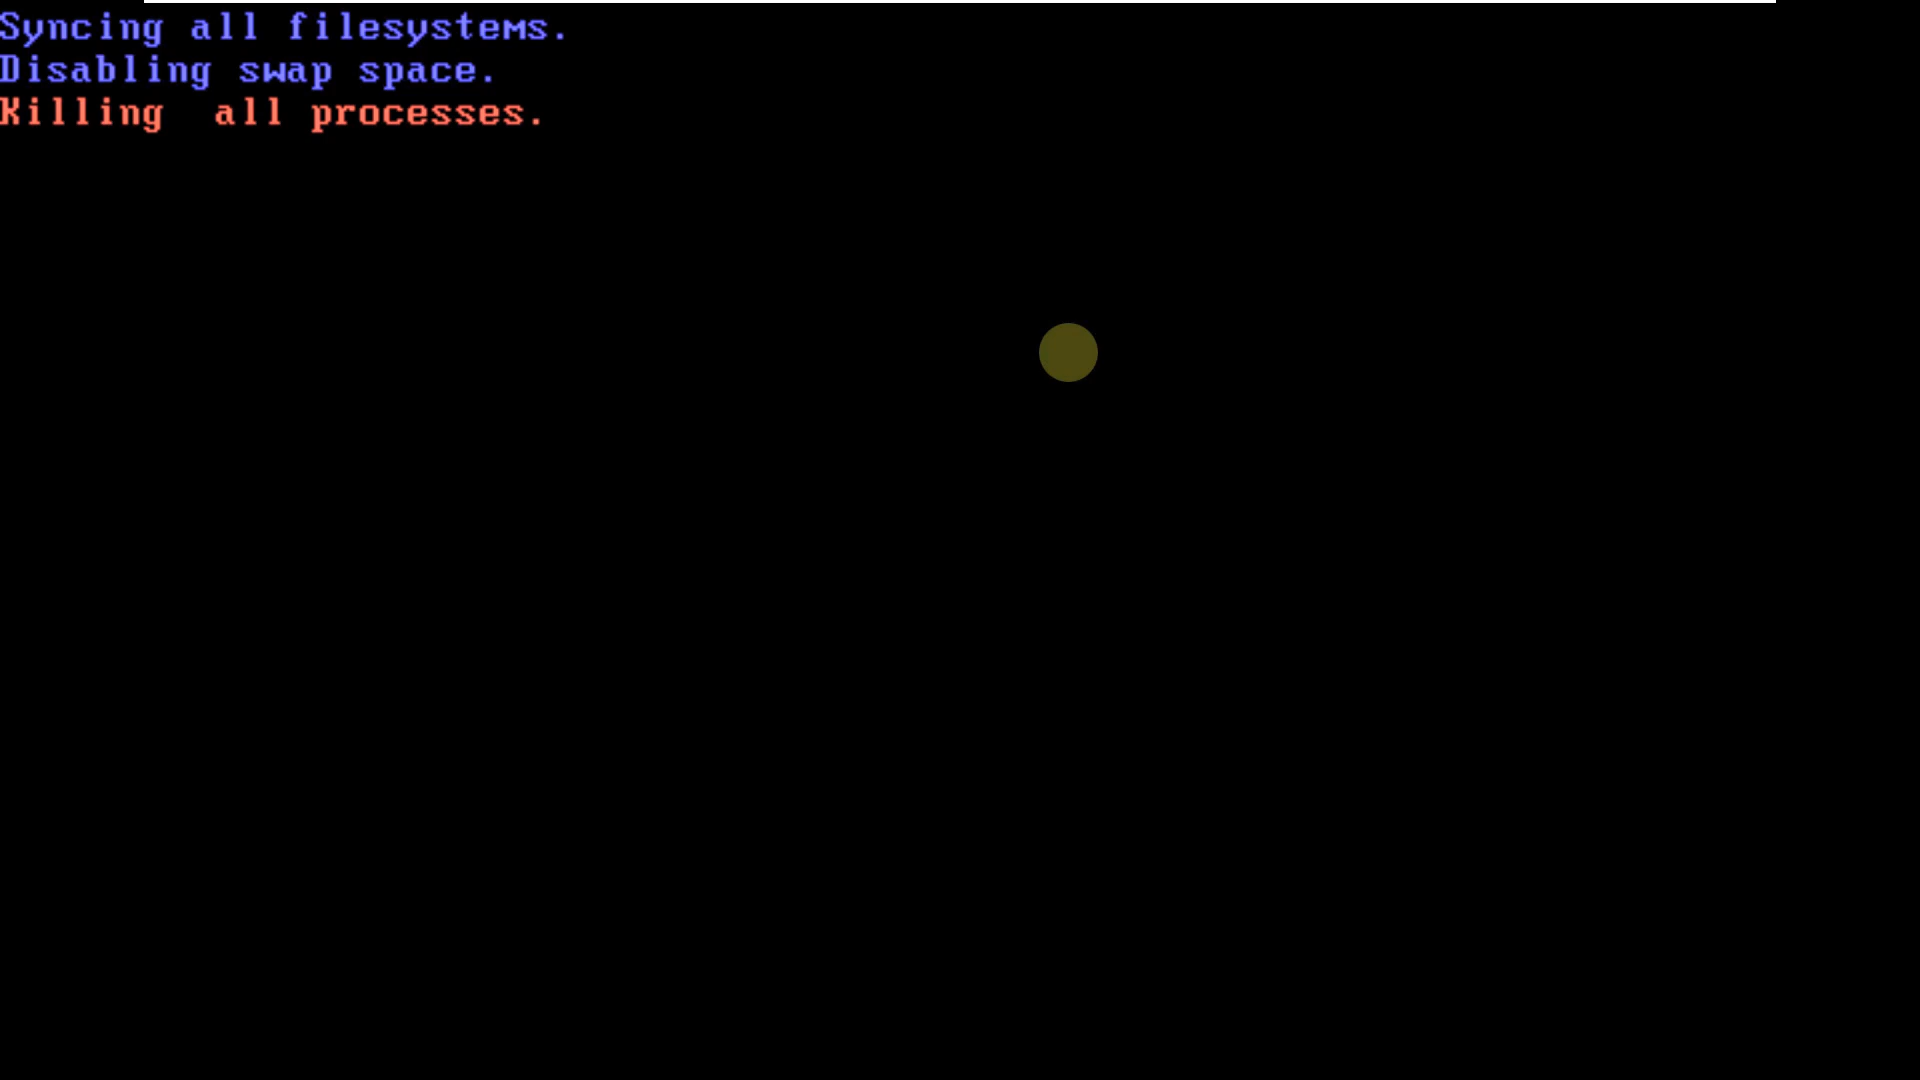 Syncing all filesystems.
Disabling swap space.
Killing  all processes.